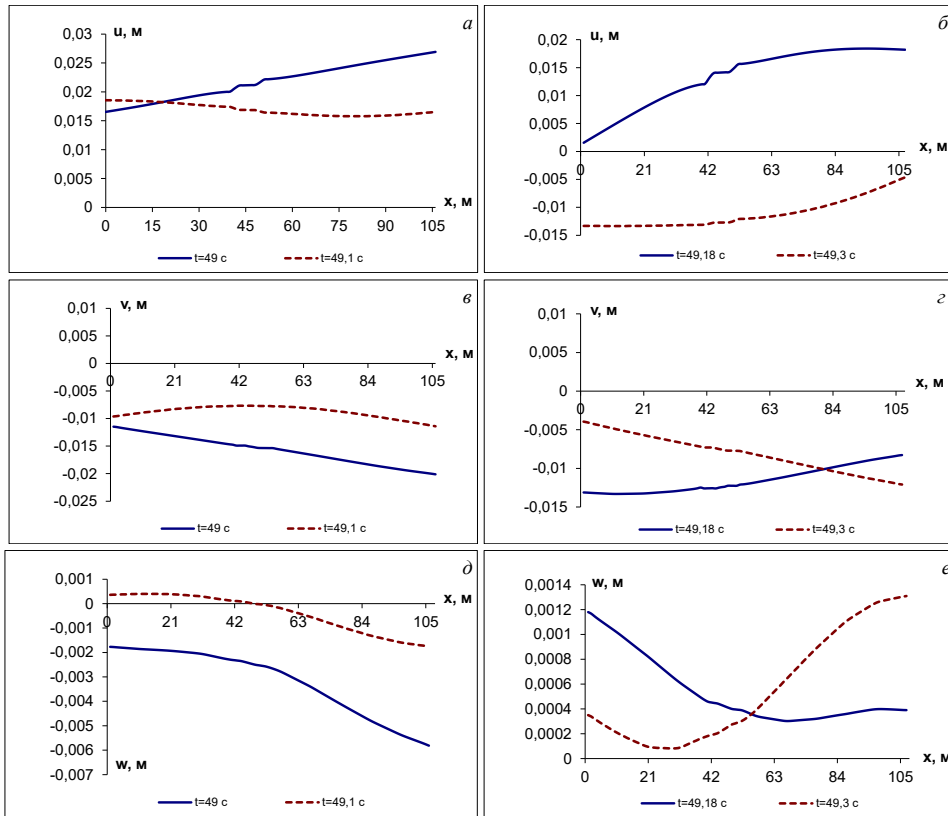 а
u, м
0,03
0,025
0,02
0,015
0,01
0,005
0
x, м
0 15 30 45 60 75 90 105
t=49 с t=49,1 с
б
u, м
0,02
0,015
0,01
0,005
0
x, м
0 21 42 63 84 105
-0,005
-0,01
-0,015
t=49,18 с t=49,3 с
в
v, м
0,01
0,005
x, м
0
0 21 42 63 84 105
-0,005
-0,01
-0,015
-0,02
-0,025
t=49 с t=49,1 с
г
v, м
0,01
0,005
x, м
0
0 21 42 63 84 105
-0,005
-0,01
-0,015
t=49,18 с t=49,3 с
д
0,001
x, м
0
0 21 42 63 84 105
-0,001
-0,002
-0,003
-0,004
-0,005
-0,006
w, м
-0,007
t=49 с t=49,1 с
е
w, м
0,0014
0,0012
0,001
0,0008
0,0006
0,0004
0,0002
0
x, м
0 21 42 63 84 105
t=49,18 с t=49,3 с